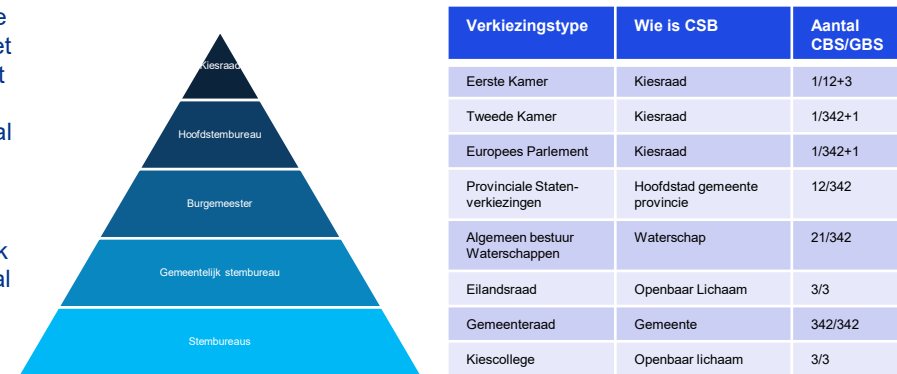 Kiesraad
Hoofdstembureau
Burgemeester
Gemeentelijk stembureau
Stembureaus
Verkiezingstype Wie is CSB Aantal
CBS/GBS
Eerste Kamer Kiesraad 1/12+3
Tweede Kamer Kiesraad 1/342+1
Europees Parlement Kiesraad 1/342+1
Provinciale Staten- Hoofdstad gemeente 12/342
verkiezingen provincie
Algemeen bestuur Waterschap 21/342
Waterschappen
Eilandsraad Openbaar Lichaam 3/3
Gemeenteraad Gemeente 342/342
Kiescollege Openbaar lichaam 3/3